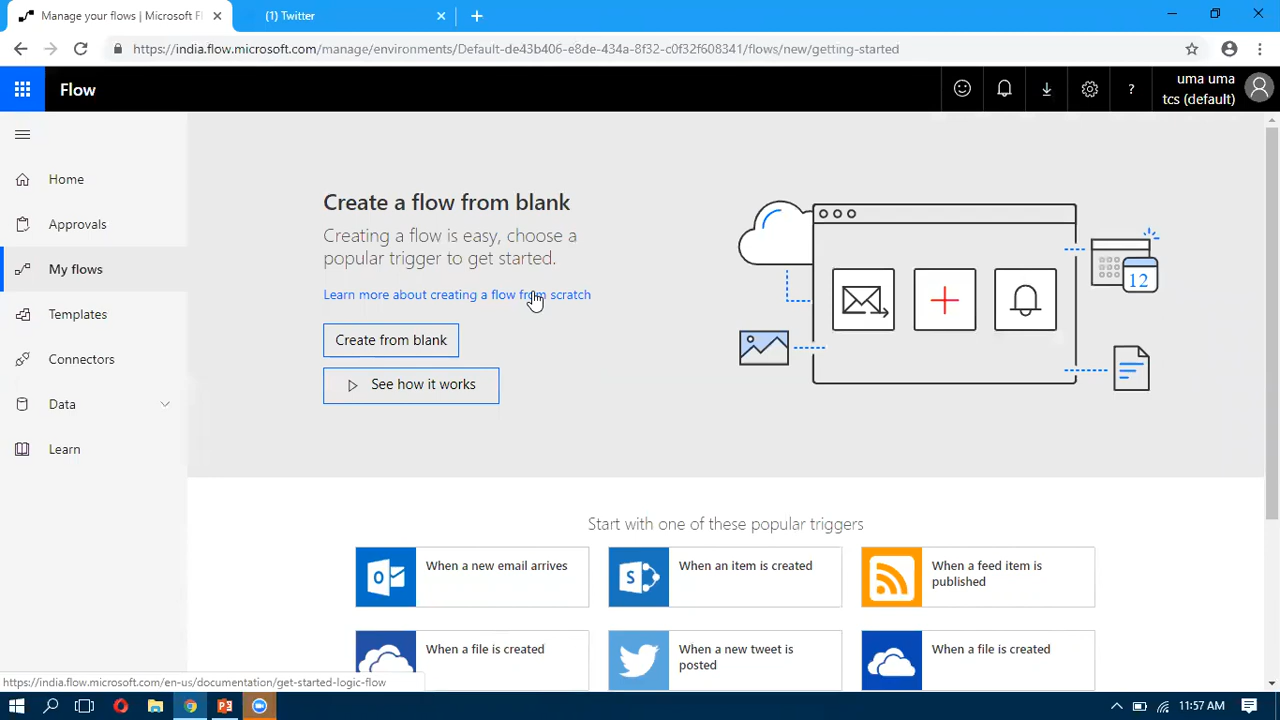 Manage your flows | Microsoft F
(1) Twitter
https://india.flow.microsoft.com/manage/environments/Default-de43b406-e8de-434a-8f32-c0f32f608341/flows/new/getting-started
Flow
?
uma uma
tcs (default)
Home
Approvals
My flows
Templates
Connectors
Data
Learn
Create a flow from blank
Creating a flow is easy, choose a
popular trigger to get started.
Learn more about creating a flow from scratch
Create from blank
See how it works
12
Start with one of these popular triggers
When a new email arrives
When an item is created
When a feed item is
published
When a file is created
When a new tweet is
posted
When a file is created
https://india.flow.microsoft.com/en-us/documentation/get-started-logic-flow
11:57 AM